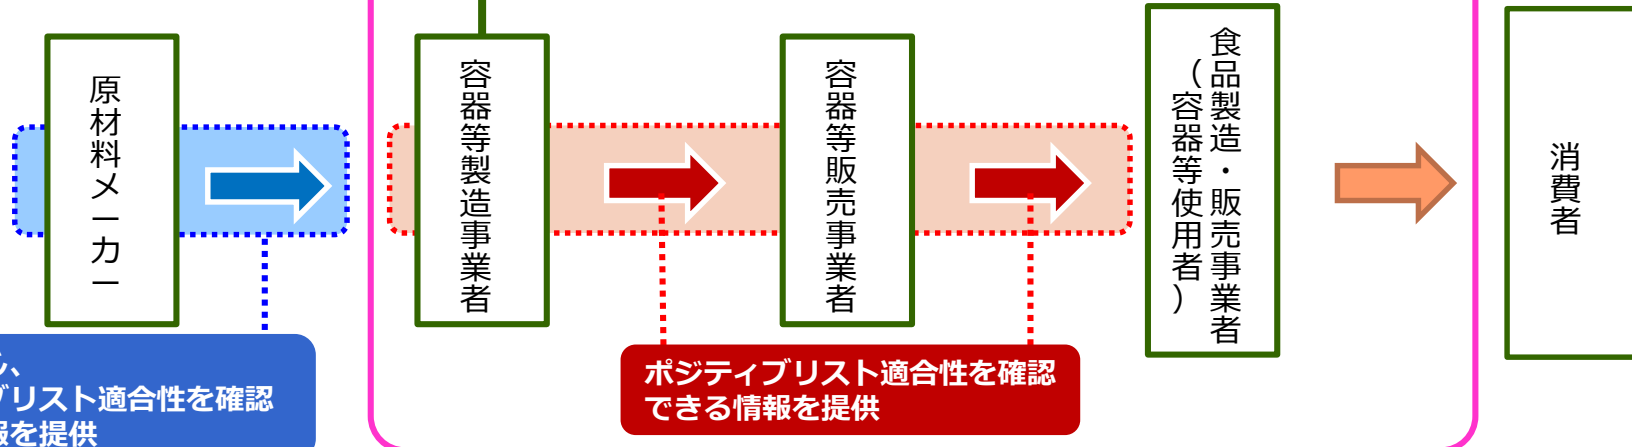 原材料メーカー
容器等製造事業者
容器等販売事業者
食品製造・販売事業者
（容器等使用者）
消費者
、
ブリスト適合性を確認
報を提供
ポジティブリスト適合性を確認
できる情報を提供